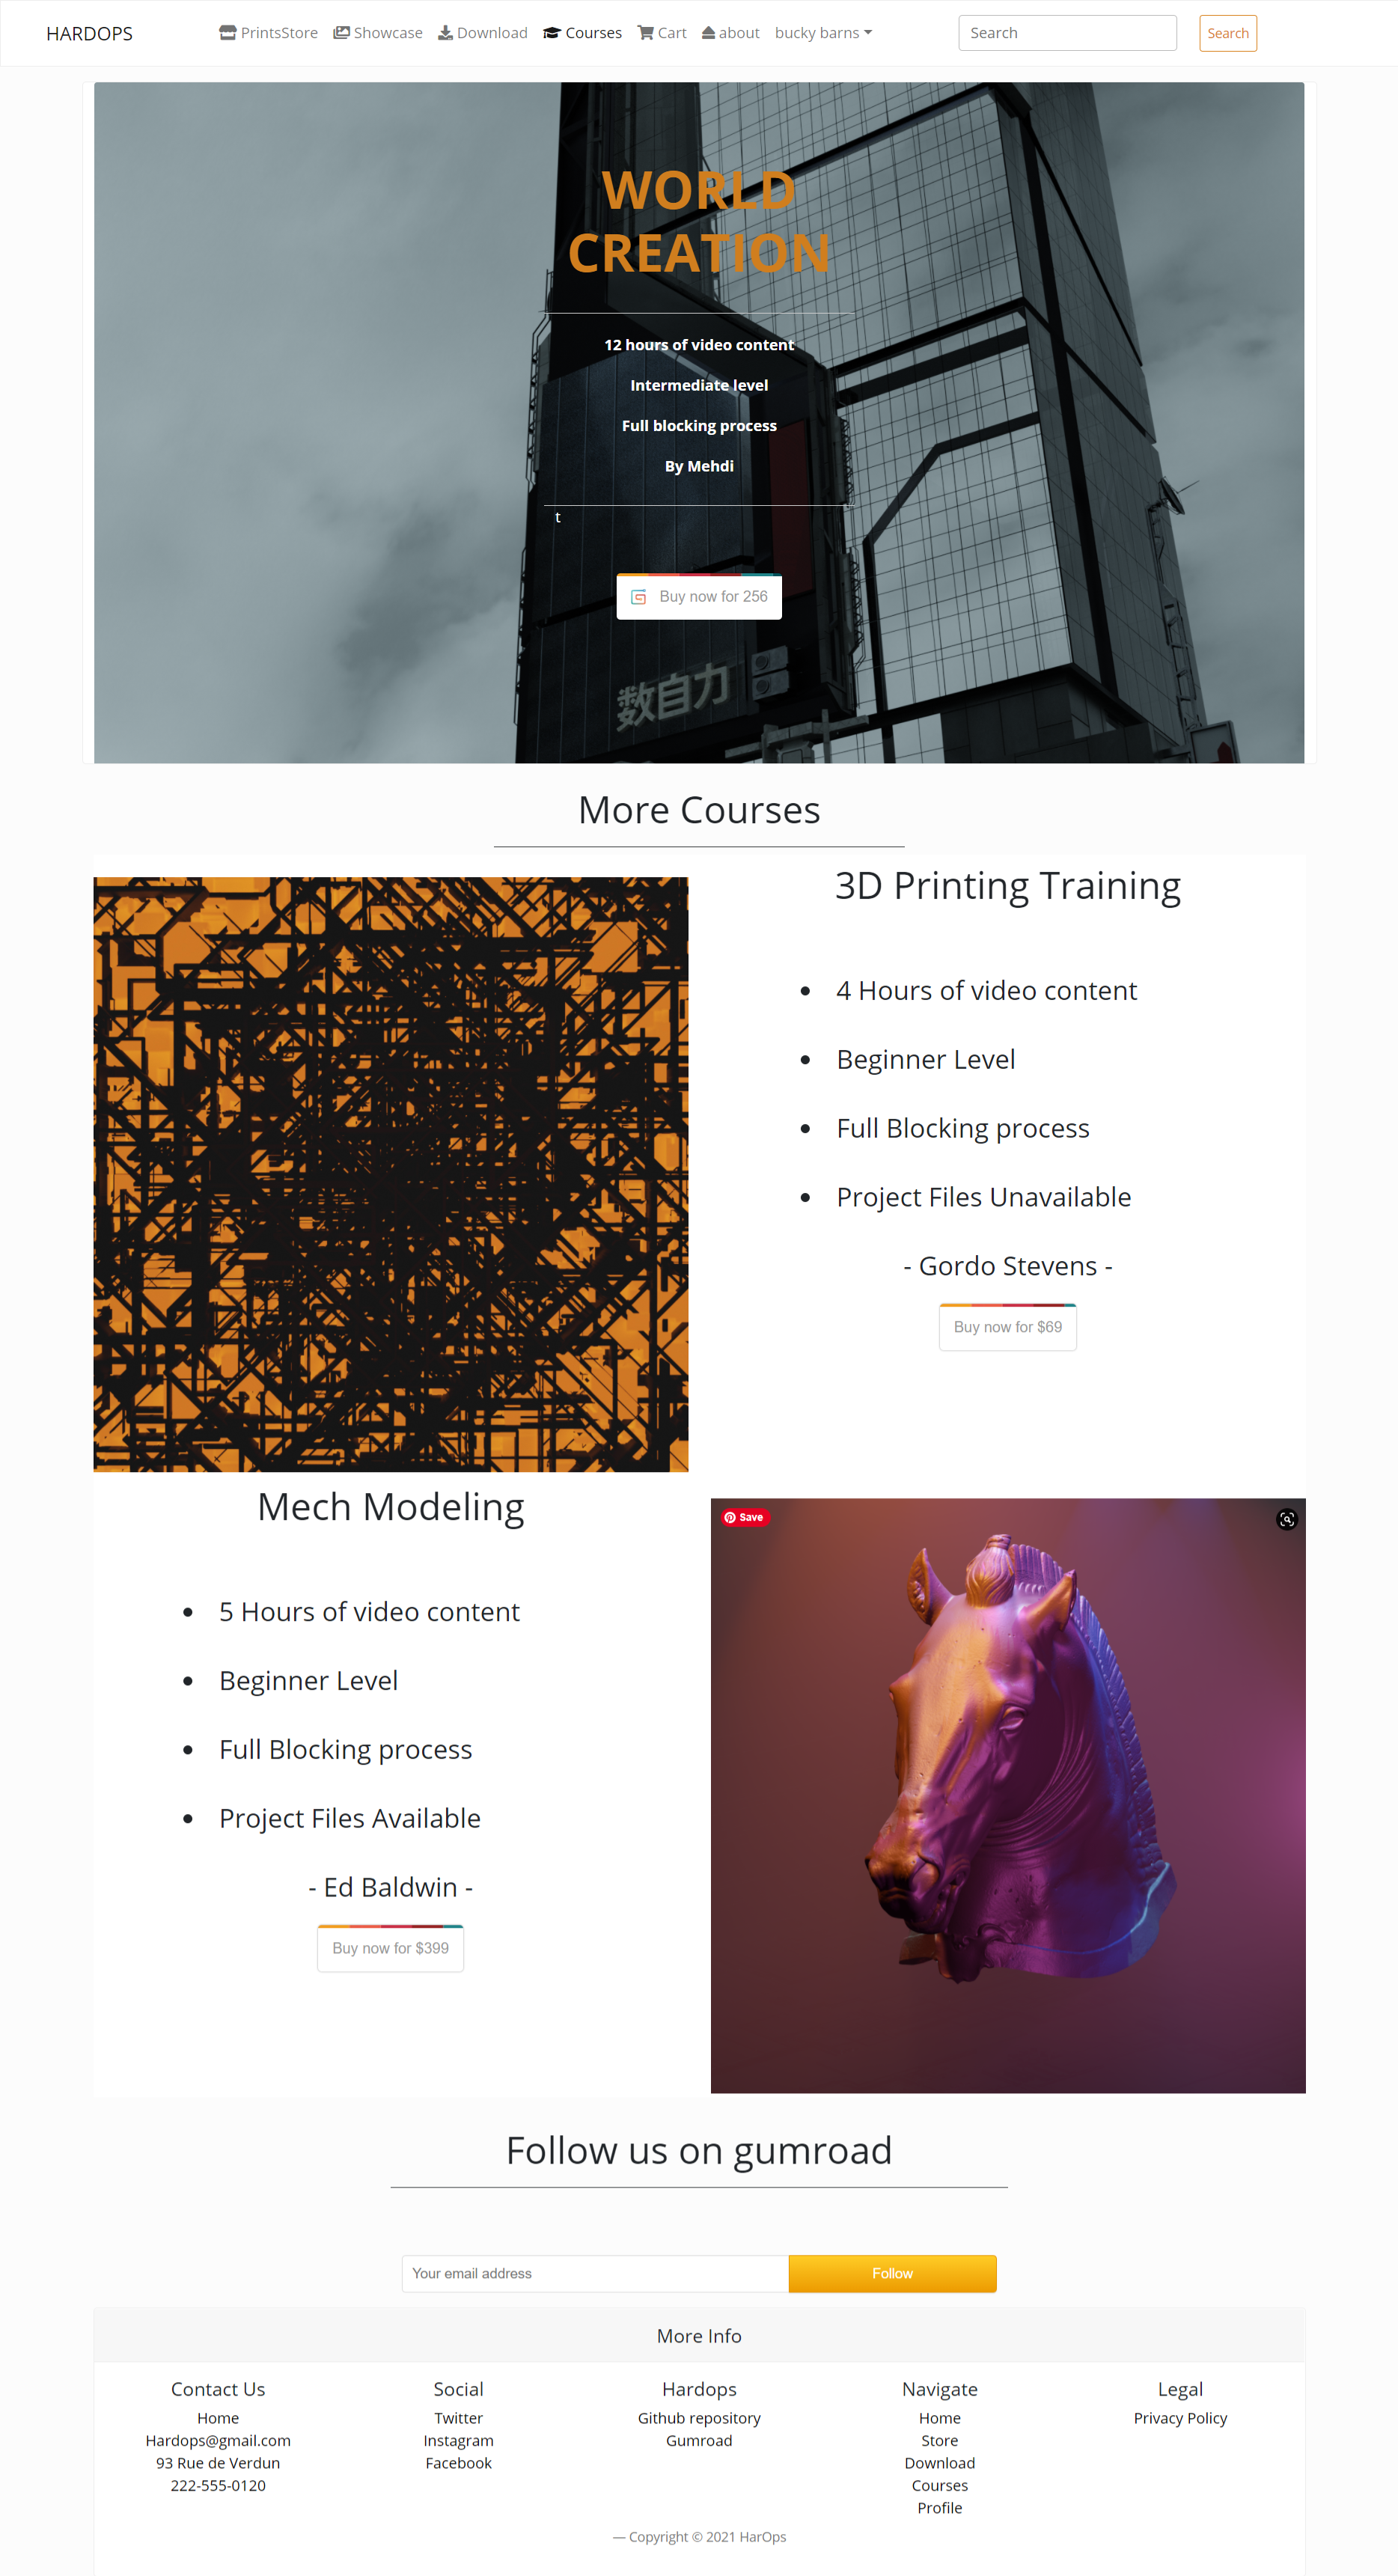 HARDOPS
PrintsStore Showcase Download Courses Cart about bucky barns
Search
Search
WORLD
CREATION
12 hours of video content
Intermediate level
Full blocking process
By Mehdi
t
Buy now for 256
数自力
More Courses
3D Printing Training
4 Hours of video content
Beginner Level
Full Blocking process
Project Files Unavailable
- Gordo Stevens -
Buy now for $69
Mech Modeling
5 Hours of video content
Beginner Level
Full Blocking process
Project Files Available
- Ed Baldwin -
Buy now for $399
Save
Follow us on gumroad
Your email address
Follow
More Info
Contact Us
Home
Hardops@gmail.com
93 Rue de Verdun
222-555-0120
Social
Twitter
Instagram
Facebook
Hardops
Github repository
Gumroad
Navigate
Home
Store
Download
Courses
Profile
Legal
Privacy Policy
— Copyright © 2021 HarOps